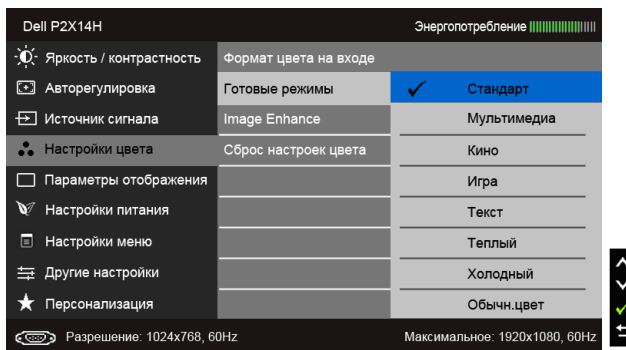 Dell P2X14H
Энергопотребление
Яркость / контрастность
Формат цвета на входе
Авторегулировка
Готовые режимы
Стандарт
Источник сигнала
Image Enhance
Мультимедиа
Настройки цвета
Сброс настроек цвета
Кино
Параметры отображения
Игра
Настройки питания
Текст
Настройки меню
Теплый
Другие настройки
Холодный
Персонализация
Обычн.цвет
Разрешение: 1024x768, 60Hz
Максимальное: 1920x1080, 60Hz